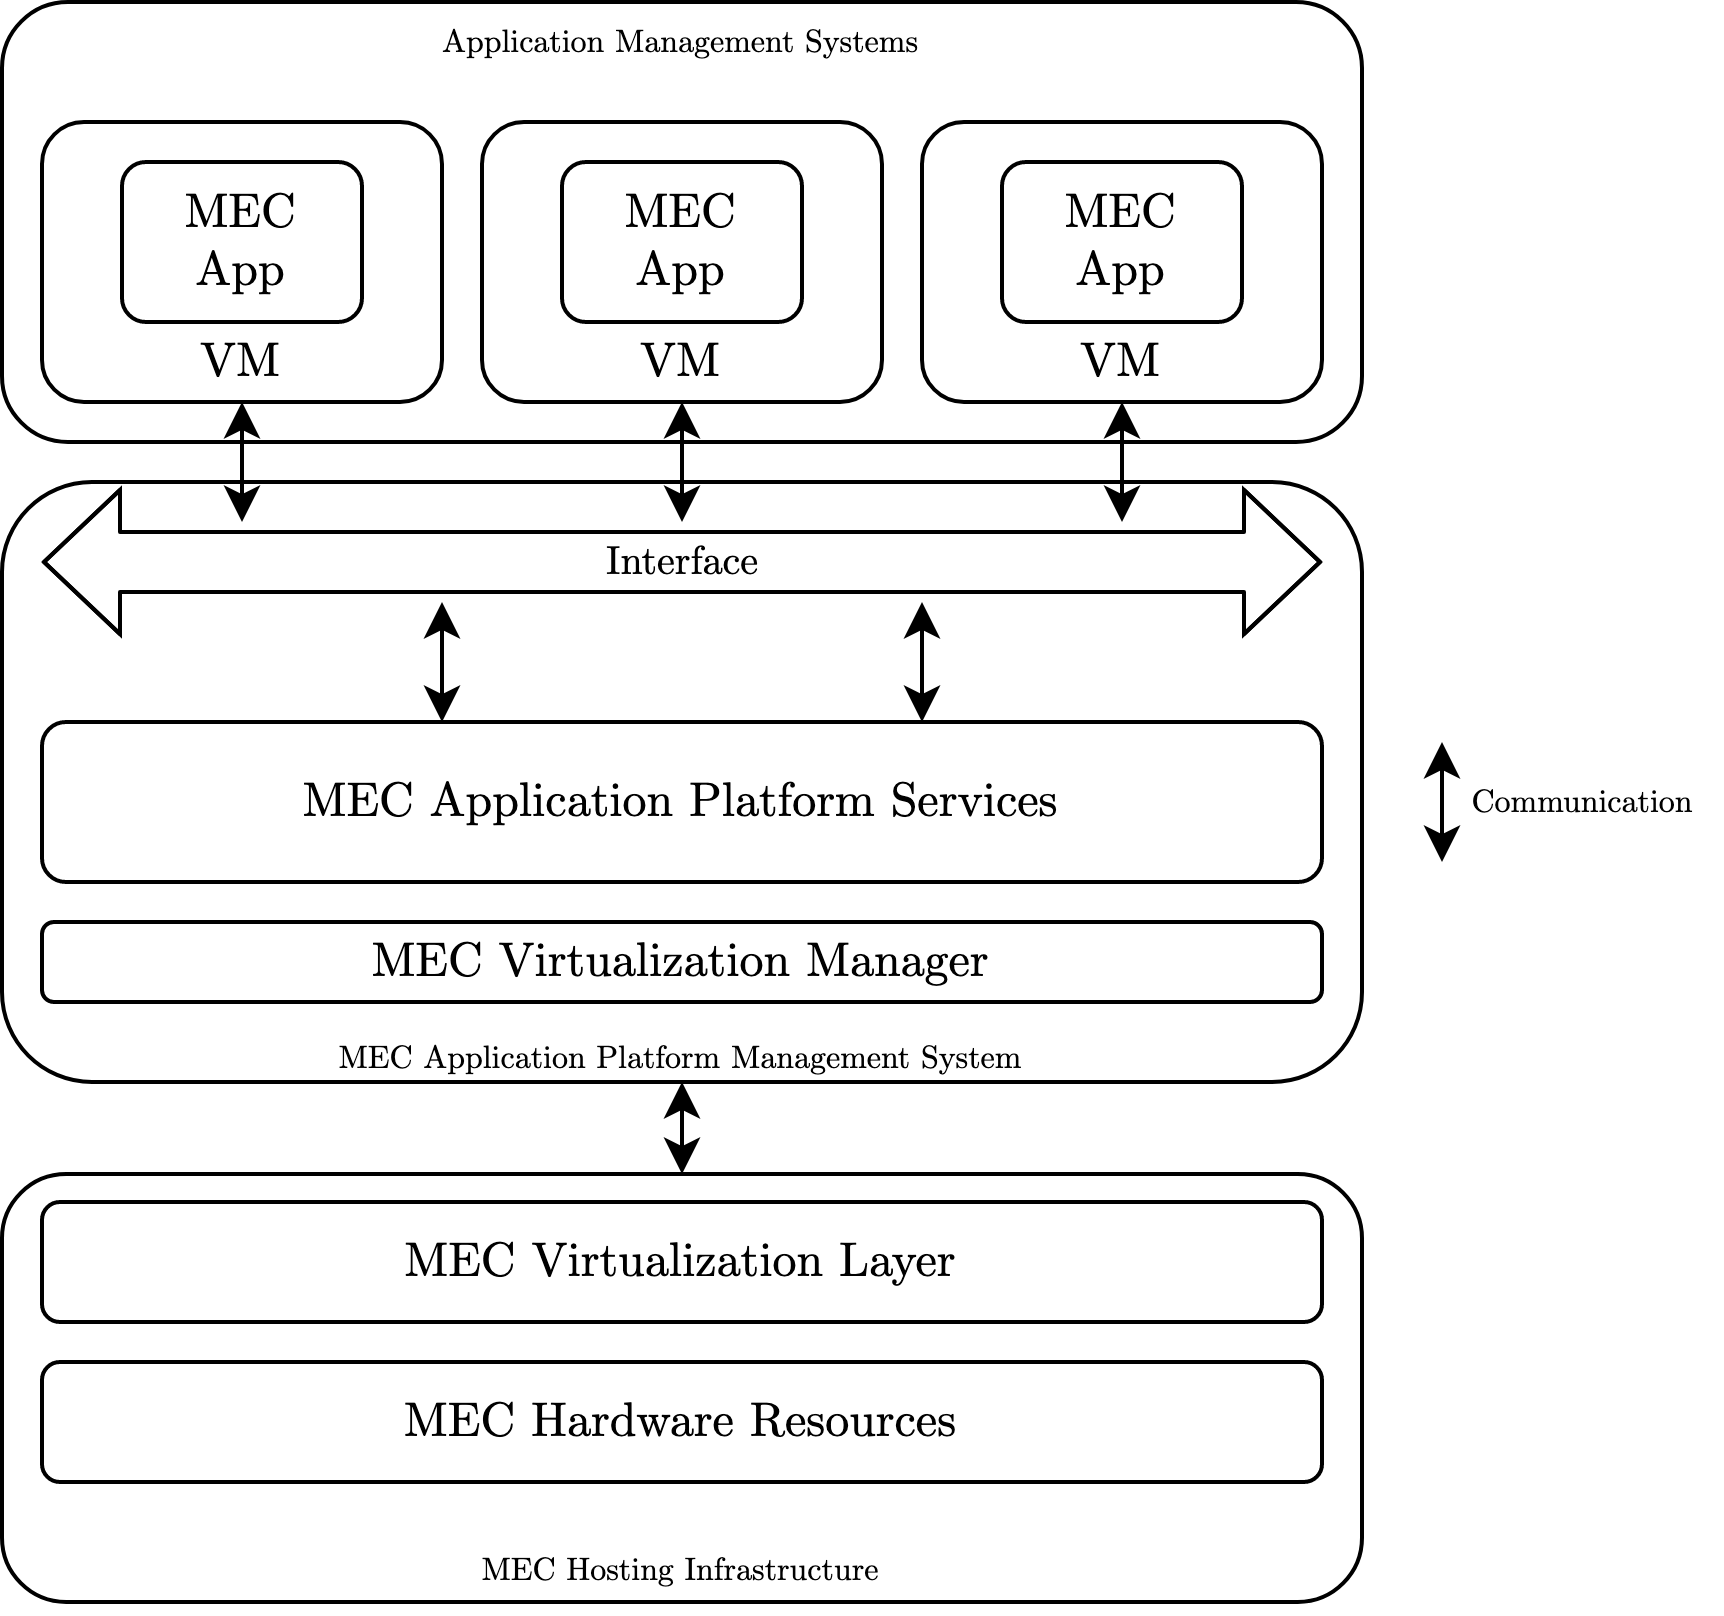 Application Management Systems
MEC
App
VM
MEC
App
VM
MEC
App
VM
Interface
MEC Application Platform Services
Communication
MEC Virtualization Manager
MEC Application Platform Management System
MEC Virtualization Layer
MEC Hardware Resources
MEC Hosting Infrastructure